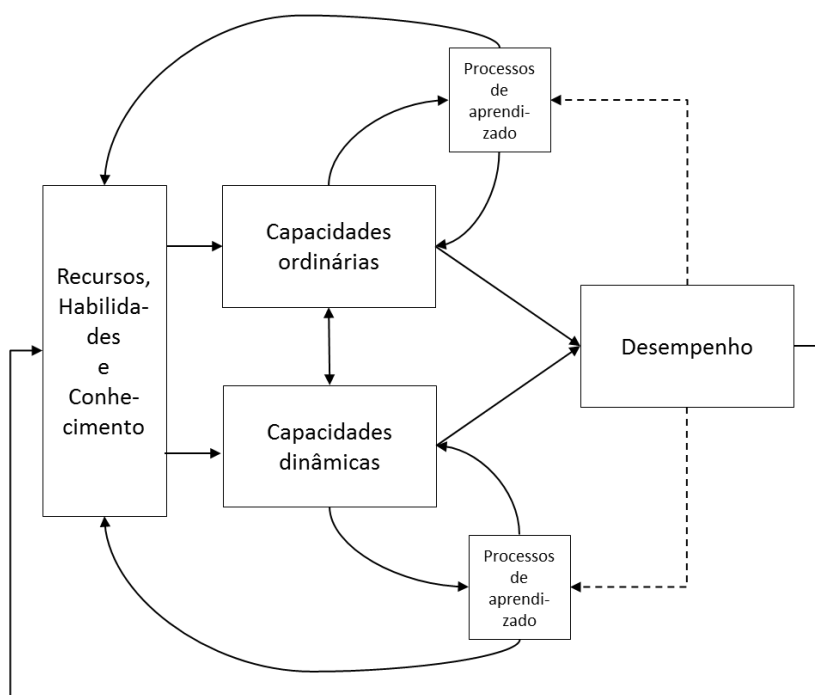 Processos
de
aprendi-
zado
Recursos,
Habilida-
des
e
Conhe-
cimento
Capacidades
ordinárias
Desempenho
Capacidades
dinâmicas
Processos
de
aprendi-
zado